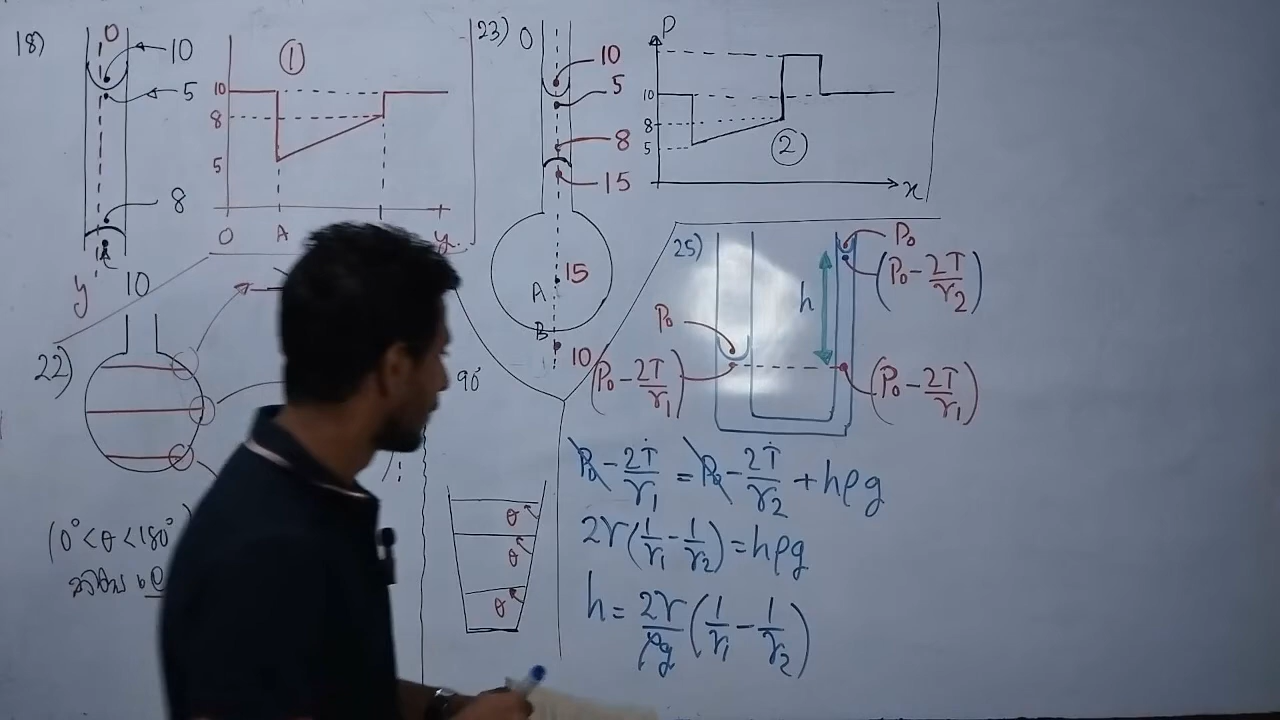 18)
0
10
5
8
y
10
10
8
5
①
0
A
y
22)
(0°<θ<180°
90°
θ
θ
θ
23) 0
10
5
8
15
15
A
B
10
P
10
8
5
②
x
25)
P₀
(P₀ - 2T/r₂)
h
P₀
(P₀ - 2T/r₁)
(P₀ - 2T/r₁)
P₀ - 2T/r₁ = P₀ - 2T/r₂ + hρg
2r(1/r₁ - 1/r₂) = hρg
h = 2r/ρg (1/r₁ - 1/r₂)